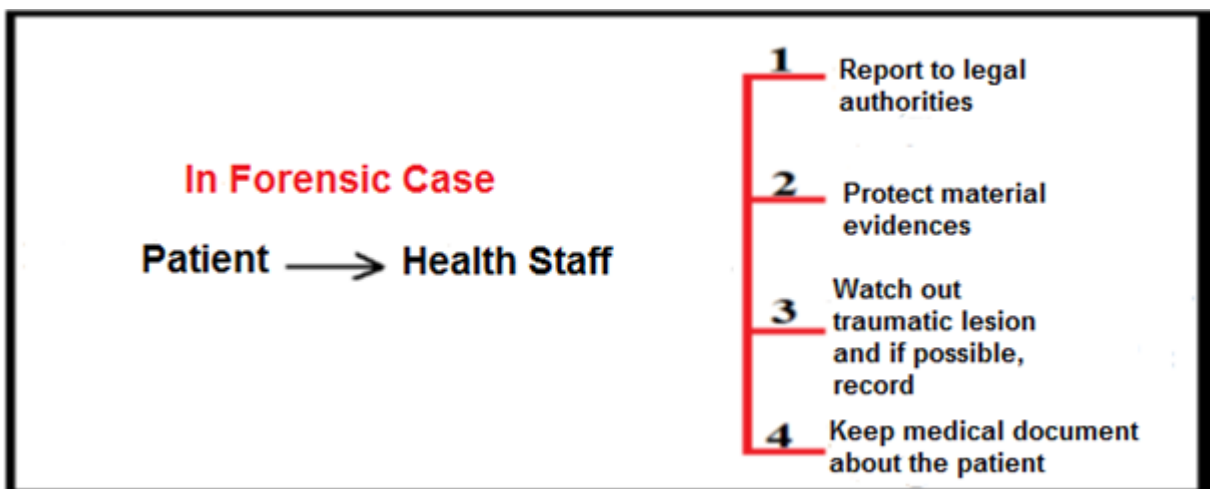 In Forensic Case
Patient → Health Staff
1 Report to legal
authorities
2 Protect material
evidences
3 Watch out
traumatic lesion
and if possible,
record
4 Keep medical document
about the patient